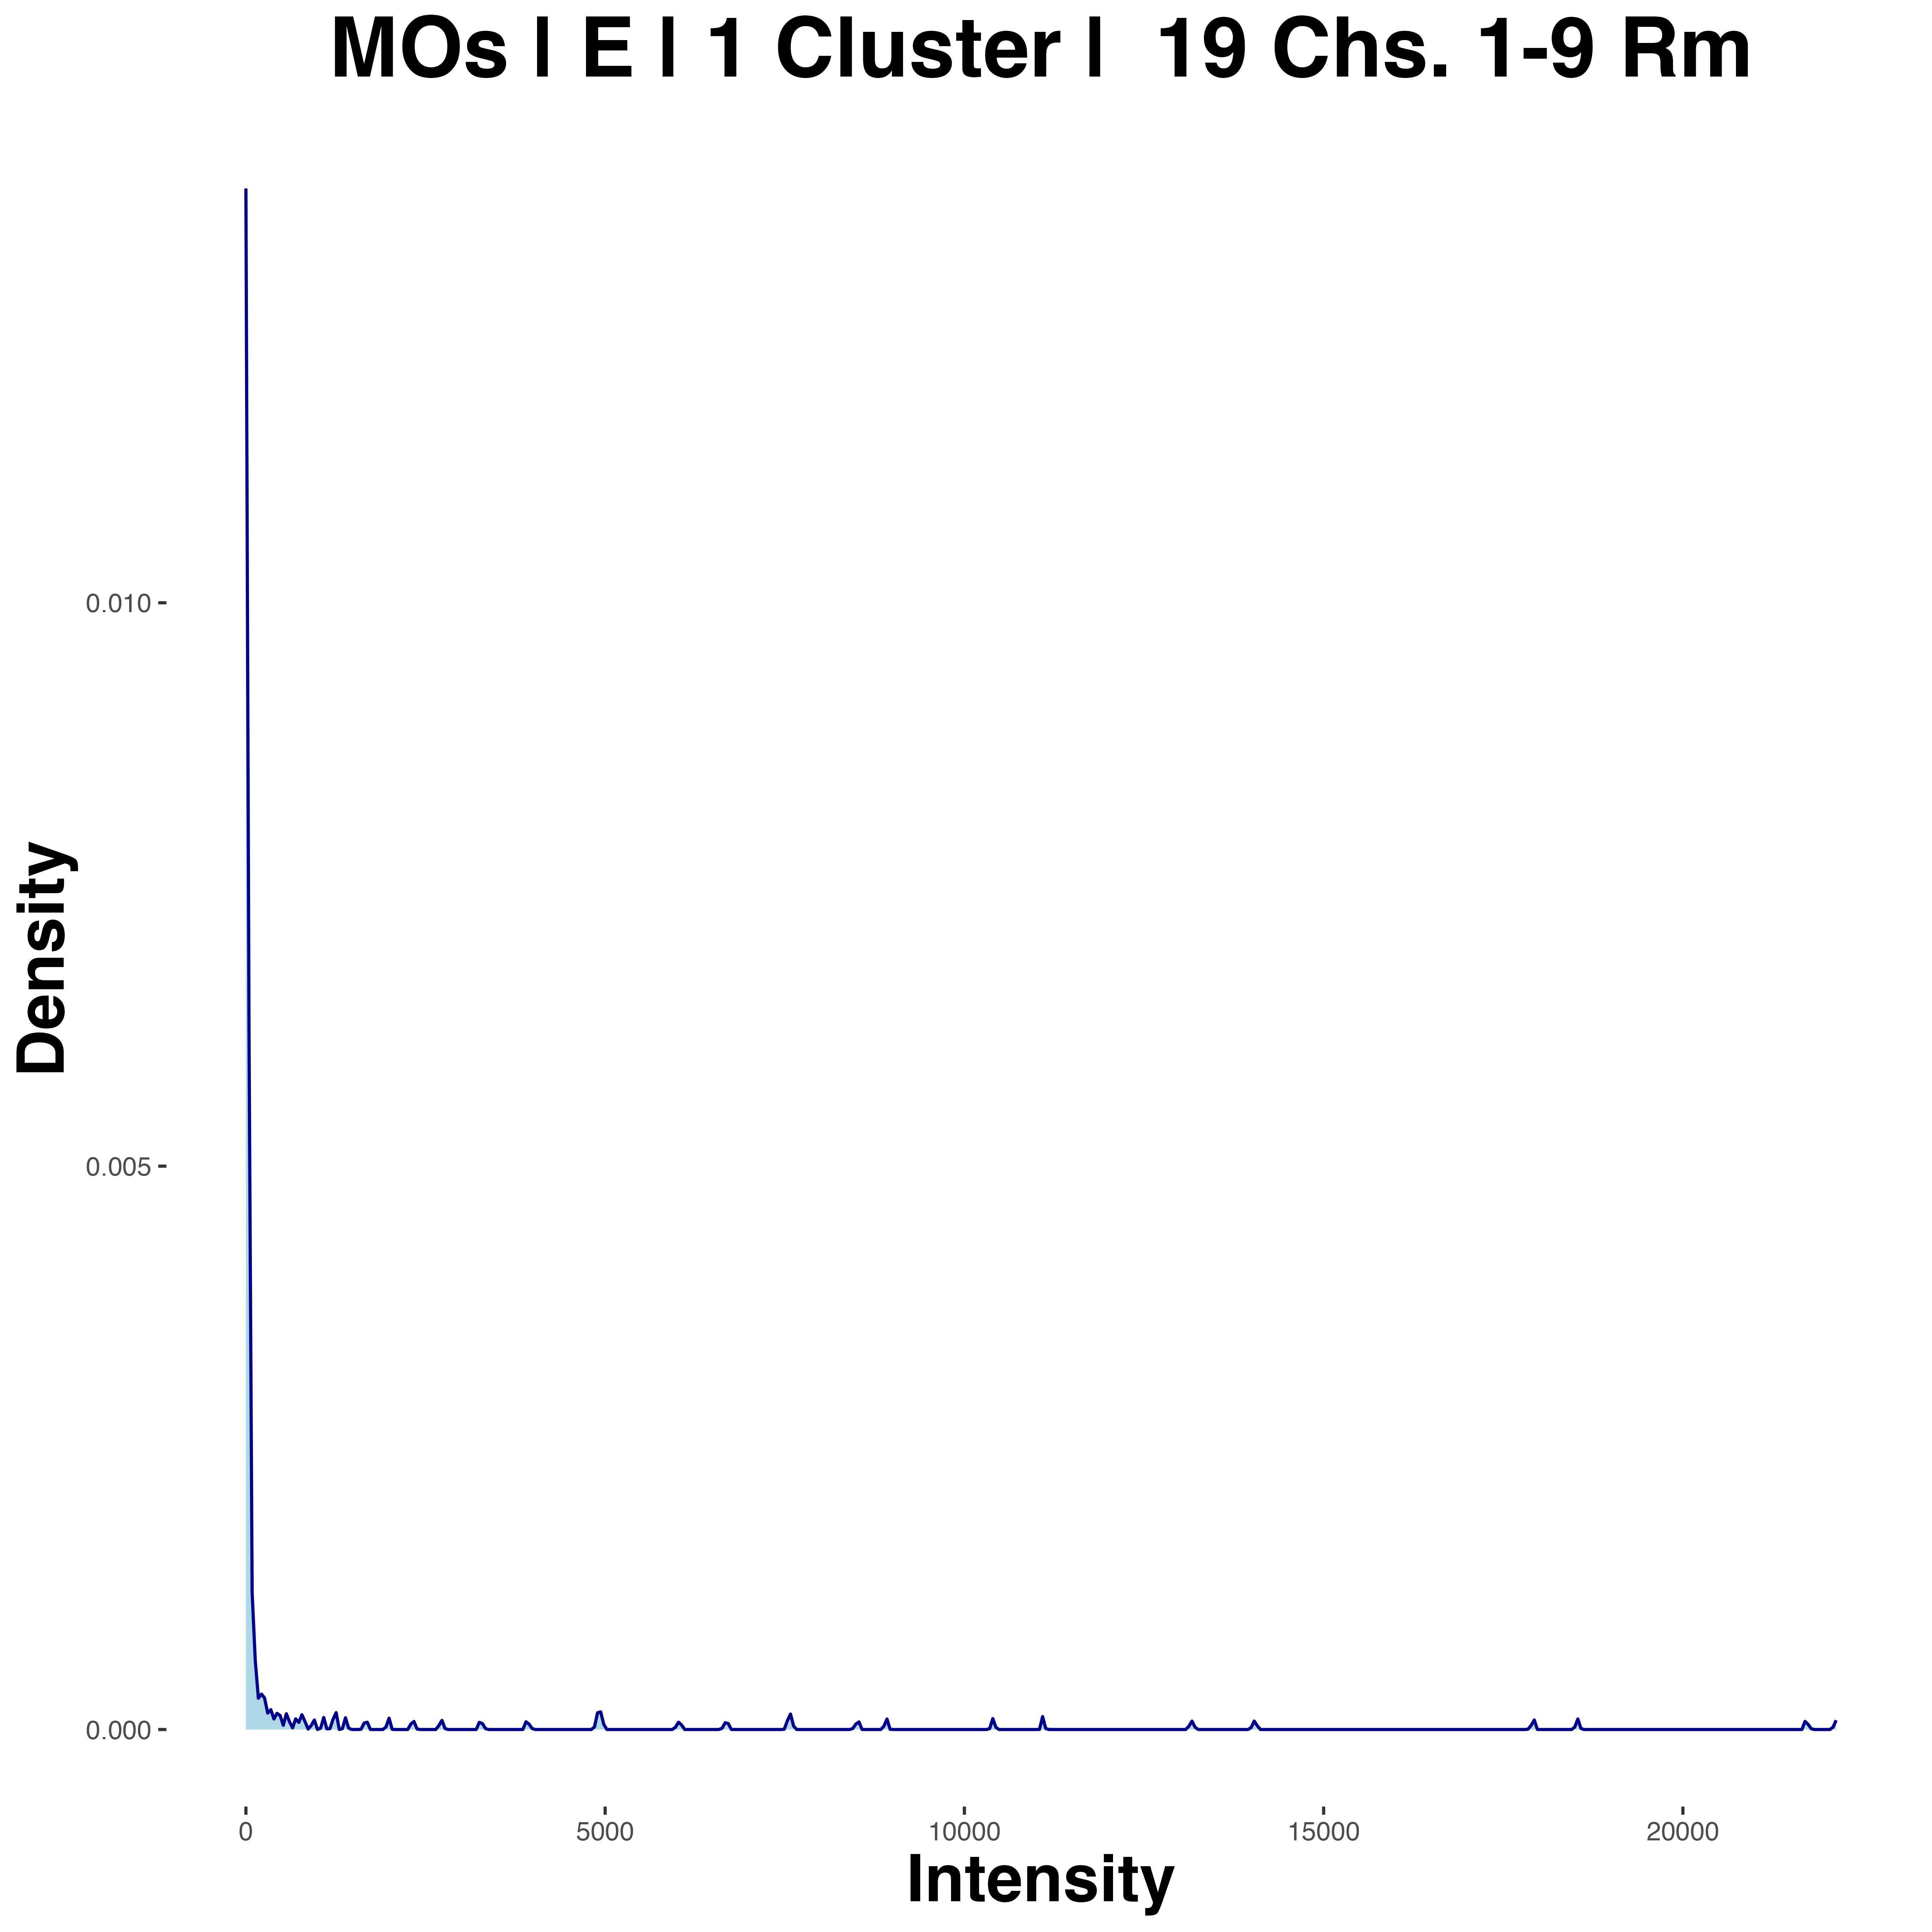 MOs | E | 1 Cluster | 19 Chs. 1-9 Rm
Density
0.010
0.005
0.000
0 5000 10000 15000 20000
Intensity